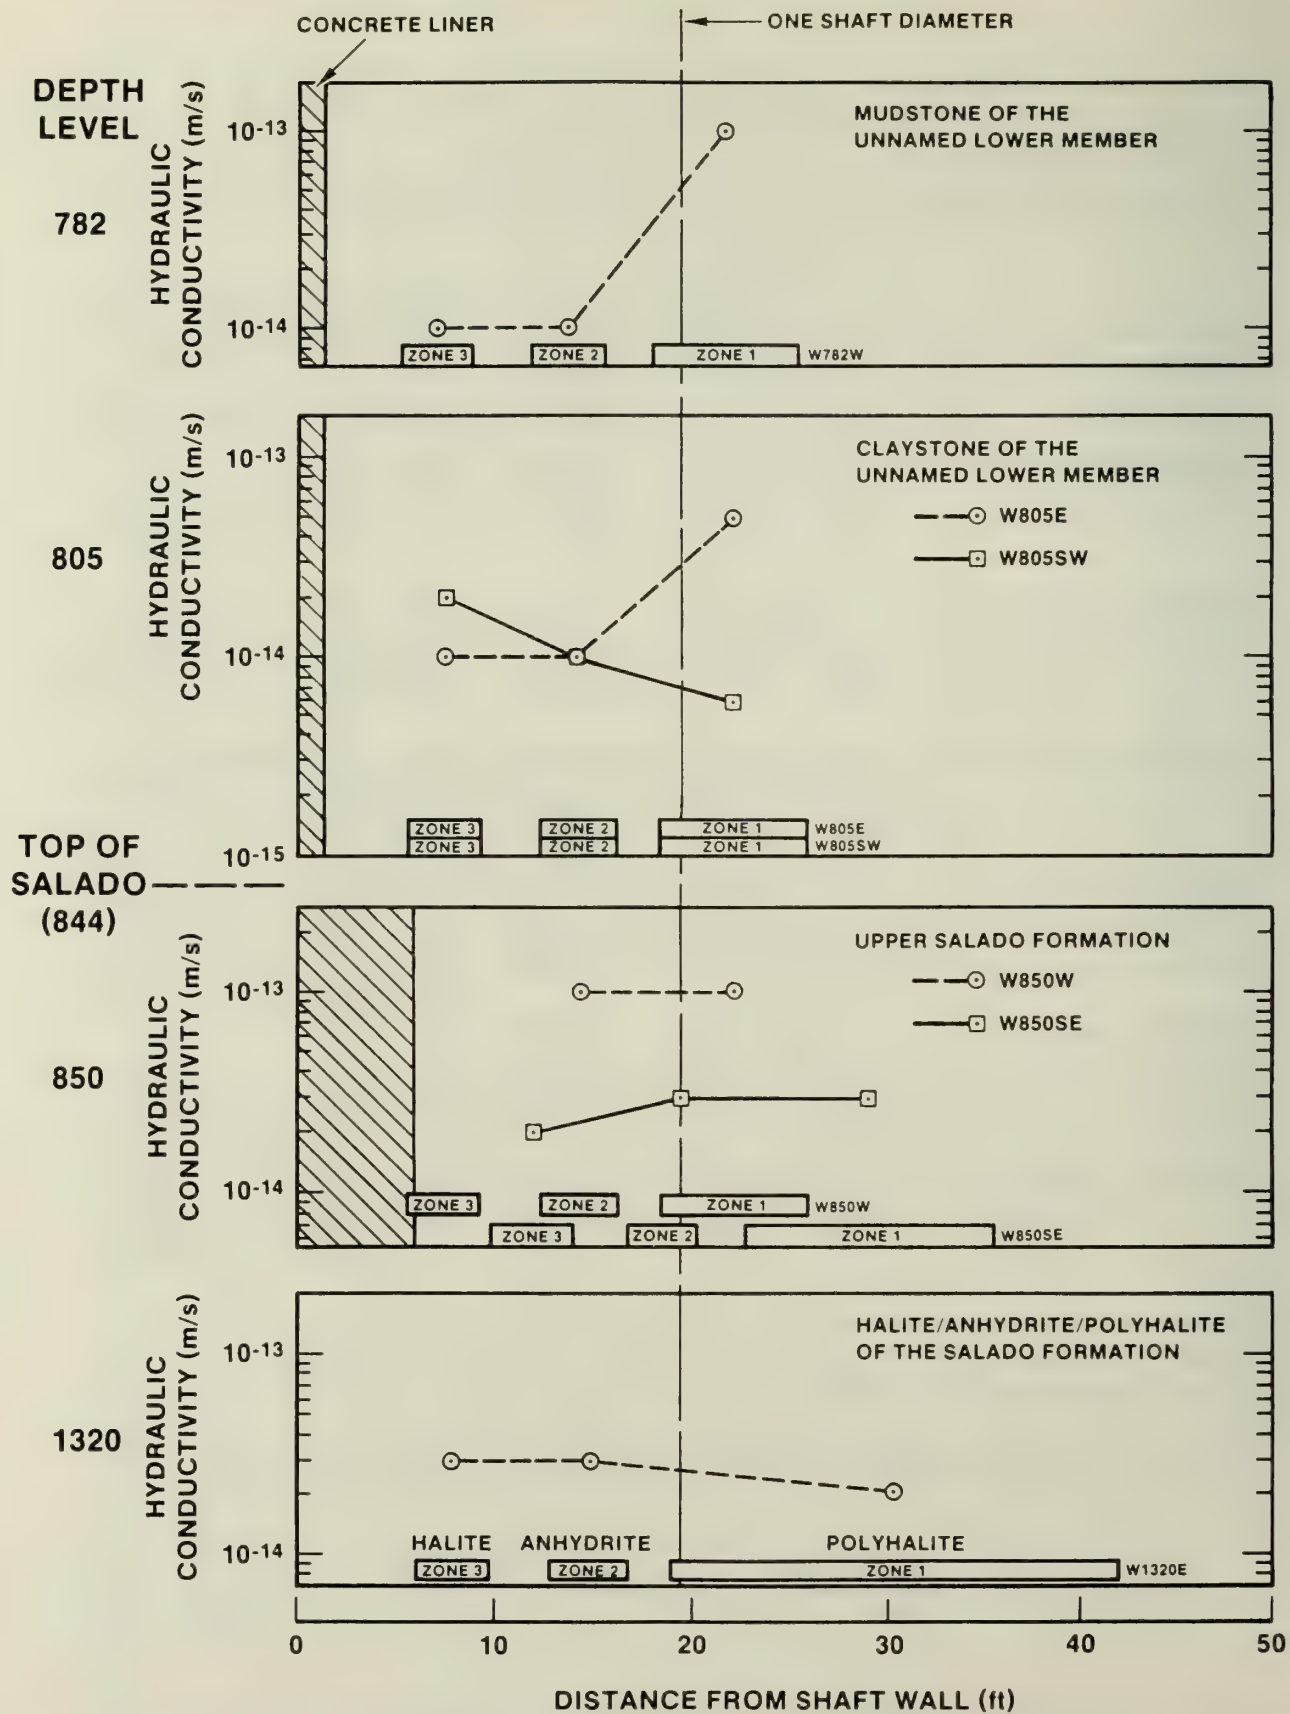 CONCRETE LINER
ONE SHAFT DIAMETER
DEPTH
LEVEL
HYDRAULIC
CONDUCTIVITY (m/s)
10-13
10-14
782
MUDSTONE OF THE
UNNAMED LOWER MEMBER
ZONE 3
ZONE 2
ZONE 1
W782W
HYDRAULIC
CONDUCTIVITY (m/s)
10-13
10-14
10-15
805
CLAYSTONE OF THE
UNNAMED LOWER MEMBER
W805E
W805SW
ZONE 3
ZONE 2
ZONE 1
W805E
ZONE 3
ZONE 2
ZONE 1
W805SW
TOP OF
SALADO
(844)
HYDRAULIC
CONDUCTIVITY (m/s)
10-13
10-14
850
UPPER SALADO FORMATION
W850W
W850SE
ZONE 3
ZONE 2
ZONE 1
W850W
ZONE 3
ZONE 2
ZONE 1
W850SE
HYDRAULIC
CONDUCTIVITY (m/s)
10-13
10-14
1320
HALITE/ANHYDRITE/POLYHALITE
OF THE SALADO FORMATION
HALITE
ANHYDRITE
POLYHALITE
ZONE 3
ZONE 2
ZONE 1
W1320E
0
10
20
30
40
50
DISTANCE FROM SHAFT WALL (ft)